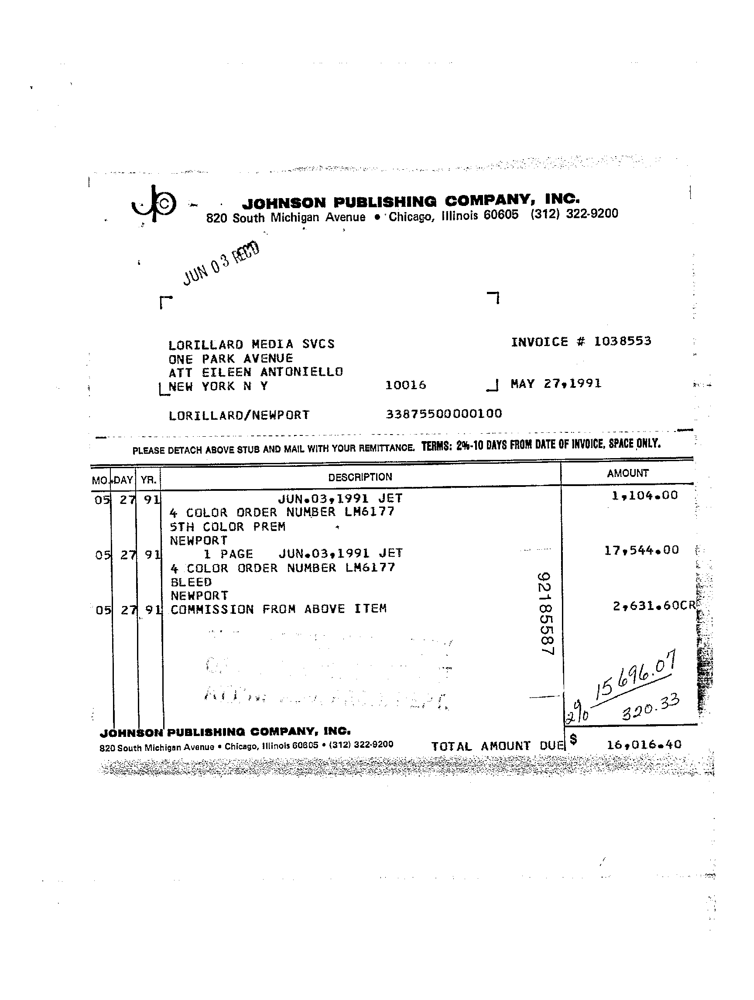 JOHNSON PUBLISHING COMPANY, INC.
820 South Michigan Avenue • Chicago, Illinois 60605 (312) 322-9200
JUN 03 RECD
LORILLARD MEDIA SVCS INVOICE # 1038553
ONE PARK AVENUE
ATT EILEEN ANTONIELLO
NEW YORK N Y 10016 MAY 27,1991
LORILLARD/NEWPORT 33875500000100
PLEASE DETACH ABOVE STUB AND MAIL WITH YOUR REMITTANCE. TERMS: 2%-10 DAYS FROM DATE OF INVOICE, SPACE ONLY.
MO. DAY YR. DESCRIPTION AMOUNT
05 27 91 JUN.03,1991 JET 1,104.00
4 COLOR ORDER NUMBER LM6177
5TH COLOR PREM
NEWPORT
05 27 91 1 PAGE JUN.03,1991 JET 17,544.00
4 COLOR ORDER NUMBER LM6177
BLEED
NEWPORT
05 27 91 COMMISSION FROM ABOVE ITEM 2,631.60CR
92185587
15696.07
2% 320.33
JOHNSON PUBLISHING COMPANY, INC.
820 South Michigan Avenue • Chicago, Illinois 60605 • (312) 322-9200 TOTAL AMOUNT DUE $ 16,016.40